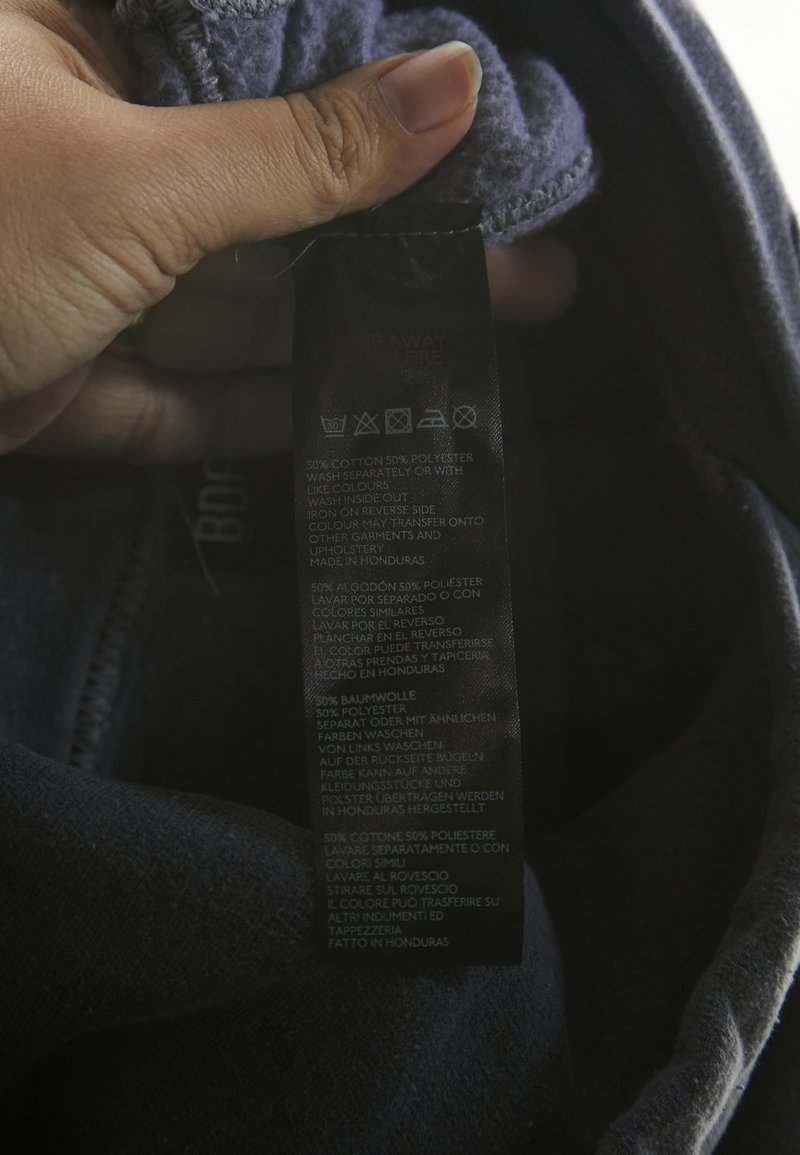 AWAY
FIRE
50% COTTON 50% POLYESTER
WASH SEPARATELY OR WITH
LIKE COLOURS
WASH INSIDE OUT
IRON ON REVERSE SIDE
COLOUR MAY TRANSFER ONTO
OTHER GARMENTS AND
UPHOLSTERY
MADE IN HONDURAS
50% ALGODÓN 50% POLIÉSTER
LAVAR POR SEPARADO O CON
COLORES SIMILARES
LAVAR POR EL REVERSO
PLANCHAR EN EL REVERSO
EL COLOR PUEDE TRANSFERIRSE
A OTRAS PRENDAS Y TAPICERIA
HECHO EN HONDURAS
50% BAUMWOLLE
50% POLYESTER
SEPARAT ODER MIT ÄHNLICHEN
FARBEN WASCHEN
VON LINKS WASCHEN
AUF DER RÜCKSEITE BÜGELN
FARBE KANN AUF ANDERE
KLEIDUNGSSTÜCKE UND
POLSTER ÜBERTRAGEN WERDEN
IN HONDURAS HERGESTELLT
50% COTONE 50% POLIESTERE
LAVARE SEPARATAMENTE O CON
COLORI SIMILI
LAVARE AL ROVESCIO
STIRARE SUL ROVESCIO
IL COLORE PUÒ TRASFERIRE SU
ALTRI INDUMENTI ED
TAPPEZZERIA
FATTO IN HONDURAS